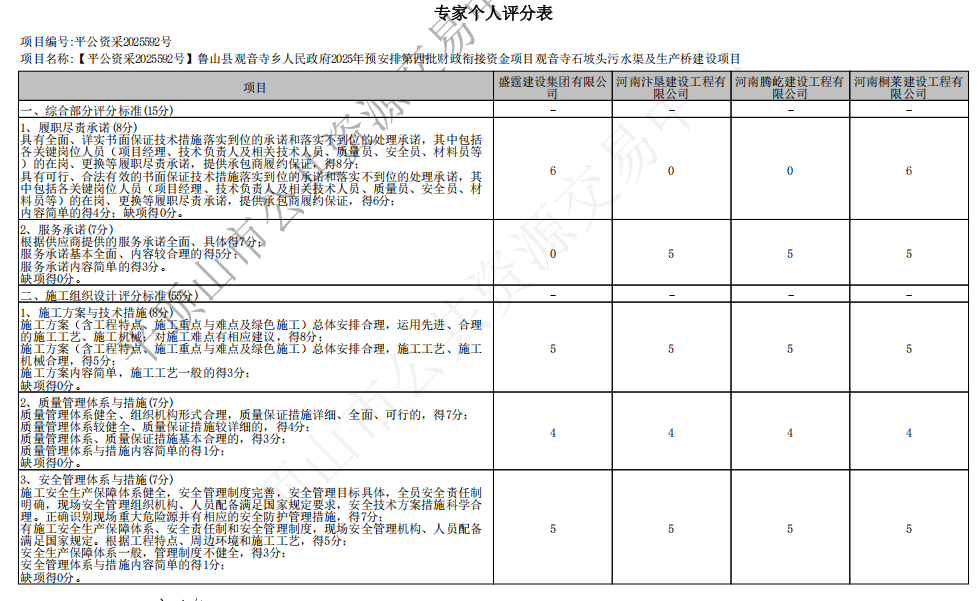 专家个人评分表
项目编号:平公资采2025592号
项目名称:【平公资采2025592号】鲁山县观音寺乡人民政府2025年预安排第四批财政衔接资金项目观音寺石坡头污水渠及生产桥建设项目
项目 盛霆建设集团有限公司 河南汴垦建设工程有限公司 河南腾屹建设工程有限公司 河南桐莱建设工程有限公司
一、综合部分评分标准(15分) - - - -
1、履职尽责承诺(8分)
具有全面、详实书面保证技术措施落实到位的承诺和落实不到位的处理承诺，其中包括
各关键岗位人员（项目经理、技术负责人及相关技术人员、质量员、安全员、材料员等
）的在岗、更换等履职尽责承诺，提供承包商履约保证，得8分；
具有可行、合法有效的书面保证技术措施落实到位的承诺和落实不到位的处理承诺，其
中包括各关键岗位人员（项目经理、技术负责人及相关技术人员、质量员、安全员、材
料员等）的在岗、更换等履职尽责承诺，提供承包商履约保证，得6分；
内容简单的得4分；缺项得0分。
6 0 0 6
2、服务承诺(7分)
根据供应商提供的服务承诺全面、具体得7分；
服务承诺基本全面、内容较合理的得5分；
服务承诺内容简单的得3分。
缺项得0分。
0 5 5 5
二、施工组织设计评分标准(55分) - - - -
1、施工方案与技术措施(8分)
施工方案（含工程特点、施工重点与难点及绿色施工）总体安排合理，运用先进、合理
的施工工艺、施工机械，对施工难点有相应建议，得8分；
施工方案（含工程特点、施工重点与难点及绿色施工）总体安排合理，施工工艺、施工
机械合理，得5分；
施工方案内容简单，施工工艺一般的得3分；
缺项得0分。
5 5 5 5
2、质量管理体系与措施(7分)
质量管理体系健全、组织机构形式合理，质量保证措施详细、全面、可行的，得7分；
质量管理体系较健全、质量保证措施较详细的，得4分；
质量管理体系、质量保证措施基本合理的，得3分；
质量管理体系与措施内容简单的得1分；
缺项得0分。
4 4 4 4
3、安全管理体系与措施(7分)
施工安全生产保障体系健全，安全管理制度完善，安全管理目标具体，全员安全责任制
明确，现场安全管理组织机构、人员配备满足国家规定要求，安全技术方案措施科学合
理。正确识别现场重大危险源并有相应的安全防护管理措施，得7分；
有施工安全生产保障体系、安全责任制和安全管理制度，现场安全管理机构、人员配备
满足国家规定。根据工程特点、周边环境和施工工艺，得5分；
安全生产保障体系一般，管理制度不健全，得3分；
安全管理体系与措施内容简单的得1分；
缺项得0分。
5 5 5 5
平顶山市公共资源交易中
顶山市公共资源交易中